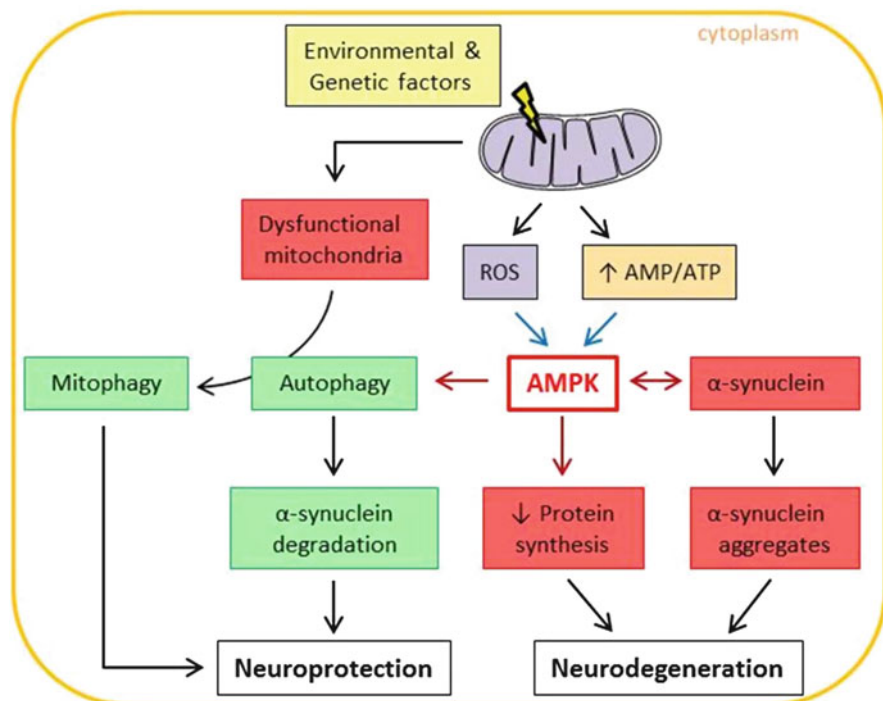 cytoplasm
Environmental &
Genetic factors
Dysfunctional
mitochondria
ROS
↑ AMP/ATP
Mitophagy
Autophagy
AMPK
α-synuclein
α-synuclein
degradation
↓ Protein
synthesis
α-synuclein
aggregates
Neuroprotection
Neurodegeneration